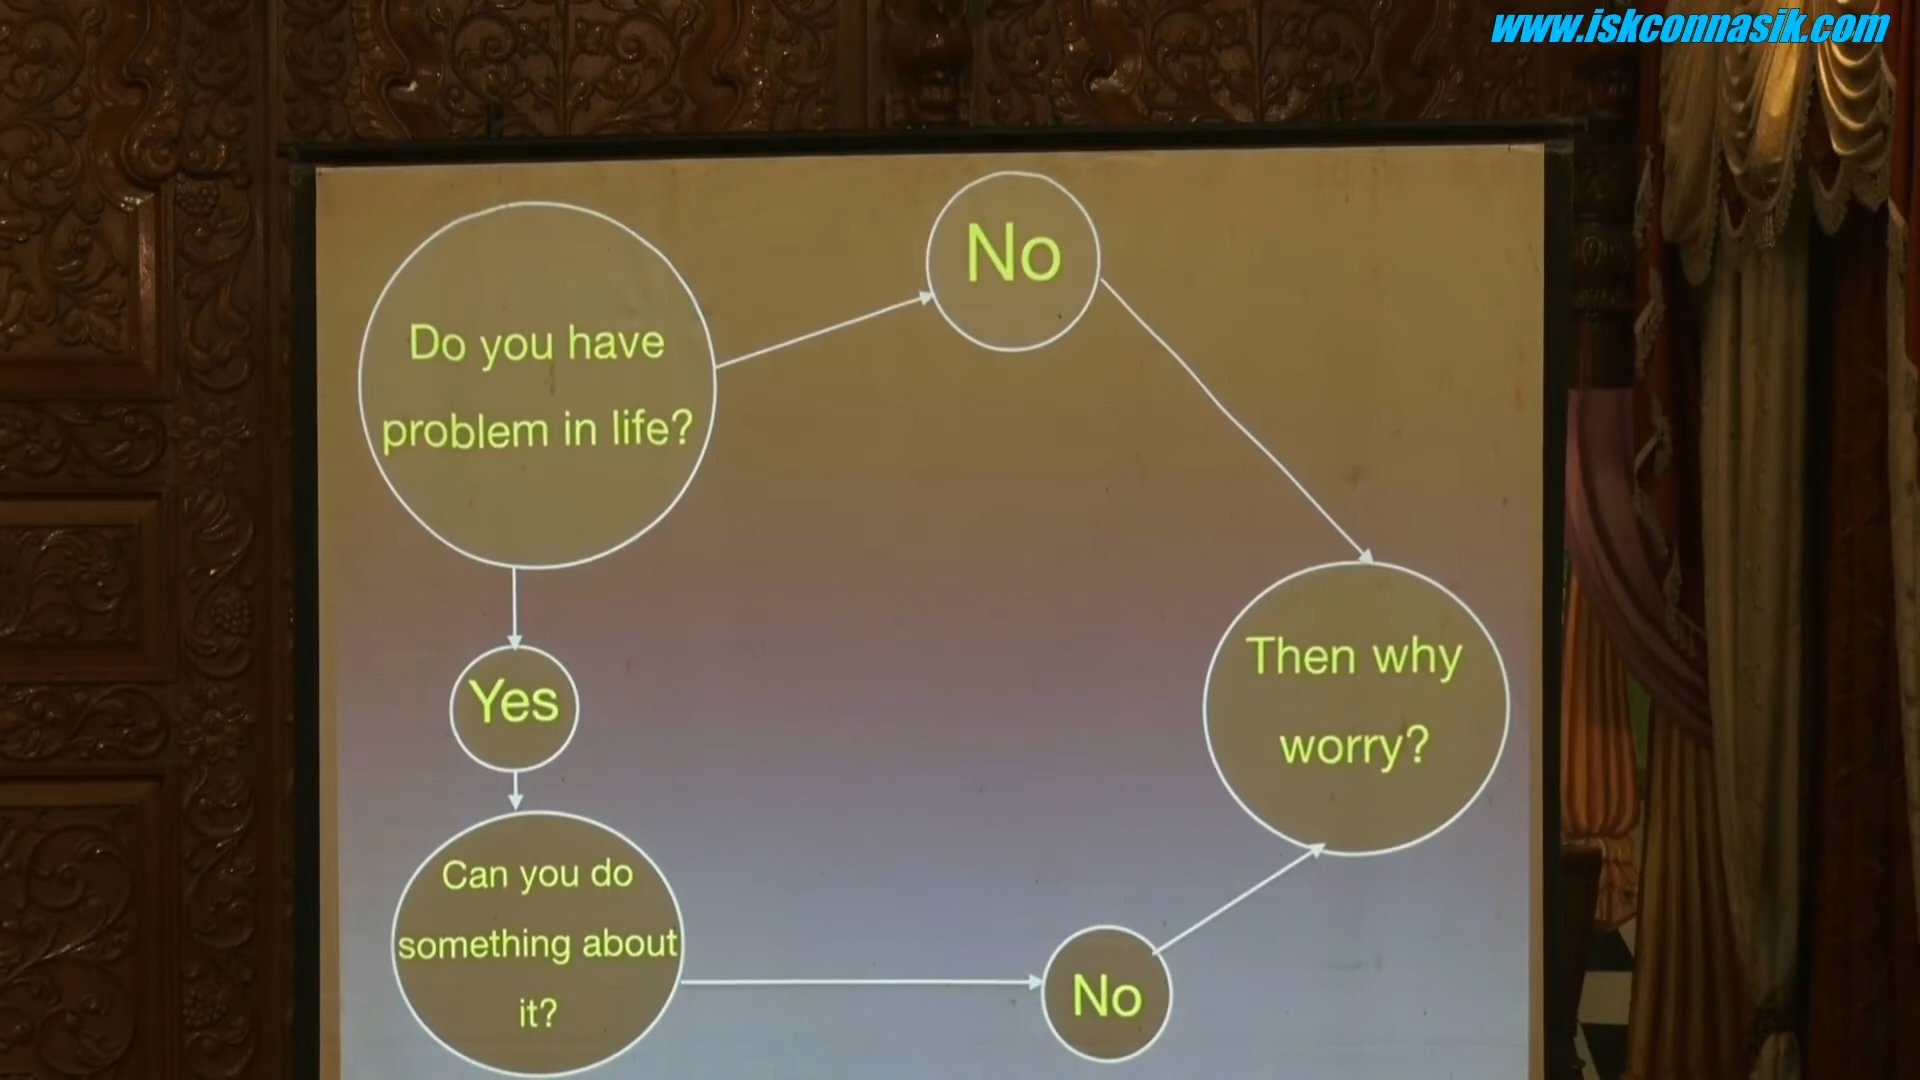 www.iskconnasik.com
No
Do you have
problem in life?
Then why
worry?
Yes
Can you do
something about
it?
No